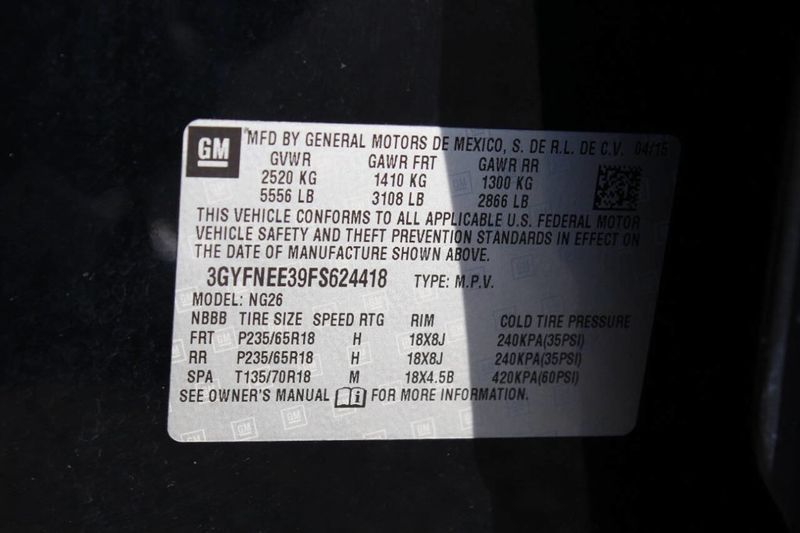 GM MFD BY GENERAL MOTORS DE MEXICO, S. DE R.L. DE C.V. 04/15
GVWR GAWR FRT GAWR RR
2520 KG 1410 KG 1300 KG
5556 LB 3108 LB 2866 LB
THIS VEHICLE CONFORMS TO ALL APPLICABLE U.S. FEDERAL MOTOR
VEHICLE SAFETY AND THEFT PREVENTION STANDARDS IN EFFECT ON
THE DATE OF MANUFACTURE SHOWN ABOVE.
3GYFNEE39FS624418 TYPE: M.P.V.
MODEL: NG26
NBBB TIRE SIZE SPEED RTG RIM COLD TIRE PRESSURE
FRT P235/65R18 H 18X8J 240KPA(35PSI)
RR P235/65R18 H 18X8J 240KPA(35PSI)
SPA T135/70R18 M 18X4.5B 420KPA(60PSI)
SEE OWNER'S MANUAL FOR MORE INFORMATION.